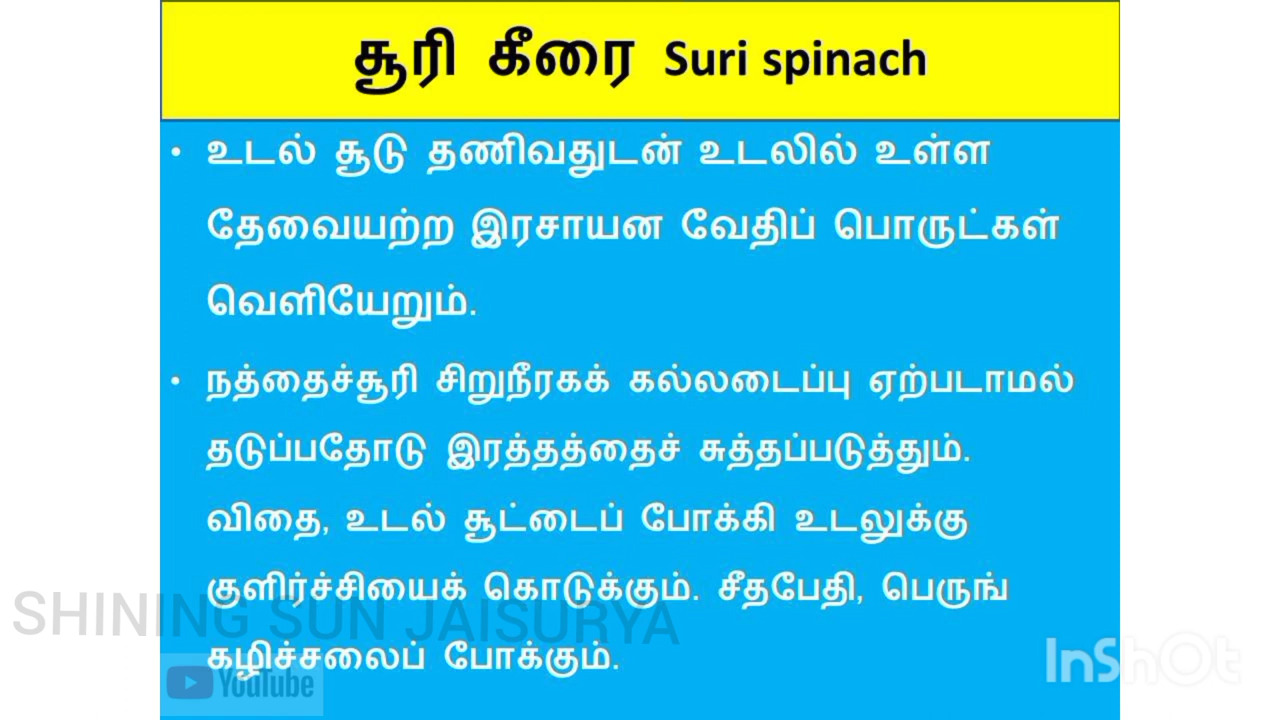 சூரி கீரை Suri spinach
• உடல் சூடு தணிவதுடன் உடலில் உள்ள
தேவையற்ற இரசாயன வேதிப் பொருட்கள்
வெளியேறும்.
• நத்தைச்சூரி சிறுநீரகக் கல்லடைப்பு ஏற்படாமல்
தடுப்பதோடு இரத்தத்தைச் சுத்தப்படுத்தும்.
விதை, உடல் சூட்டைப் போக்கி உடலுக்கு
குளிர்ச்சியைக் கொடுக்கும். சீதபேதி, பெருங்
SHINING SUN JAISURYA
கழிச்சலைப் போக்கும்.
YouTube
InShOt